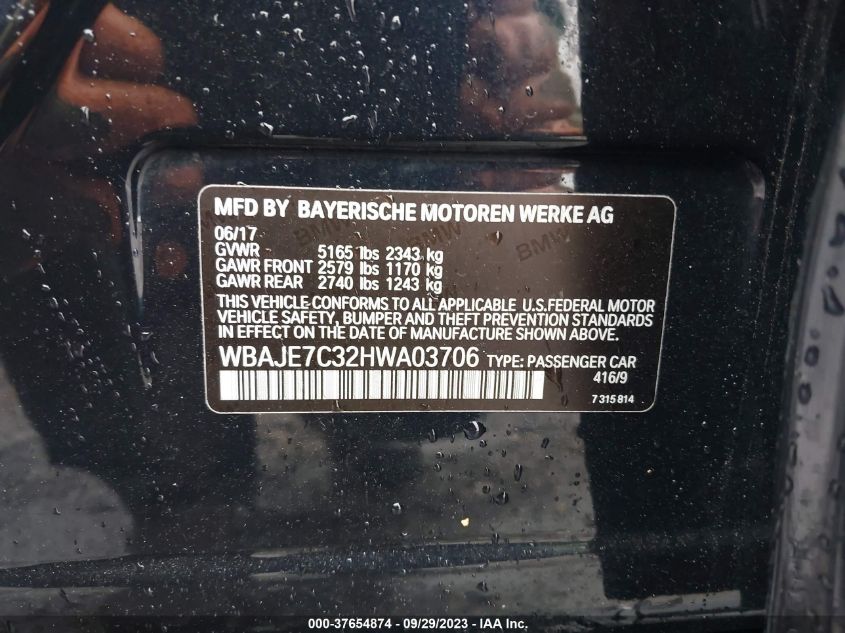 MFD BY BAYERISCHE MOTOREN WERKE AG
06/17
GVWR 5165 lbs 2343 kg
GAWR FRONT 2579 lbs 1170 kg
GAWR REAR 2740 lbs 1243 kg
THIS VEHICLE CONFORMS TO ALL APPLICABLE U.S.FEDERAL MOTOR
VEHICLE SAFETY, BUMPER AND THEFT PREVENTION STANDARDS
IN EFFECT ON THE DATE OF MANUFACTURE SHOWN ABOVE.
WBAJE7C32HWA03706 TYPE: PASSENGER CAR
416/9
7 315 814
BMW
BMW
000-37654874 | 09/29/2023 - IAA Inc.